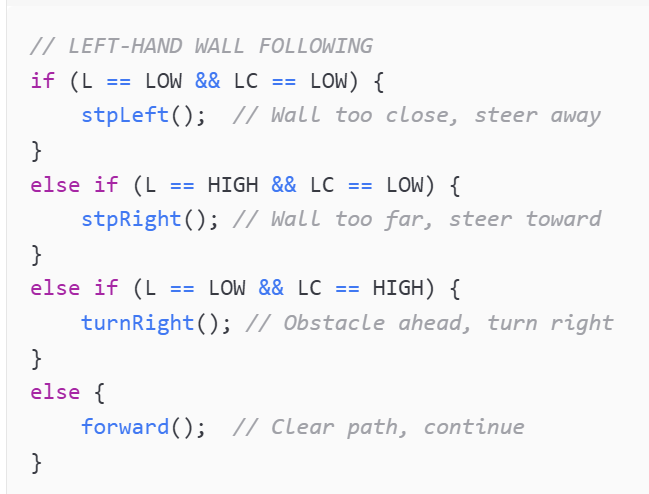 // LEFT-HAND WALL FOLLOWING
if (L == LOW && LC == LOW) {
    stpLeft();  // Wall too close, steer away
}
else if (L == HIGH && LC == LOW) {
    stpRight(); // Wall too far, steer toward
}
else if (L == LOW && LC == HIGH) {
    turnRight(); // Obstacle ahead, turn right
}
else {
    forward();  // Clear path, continue
}